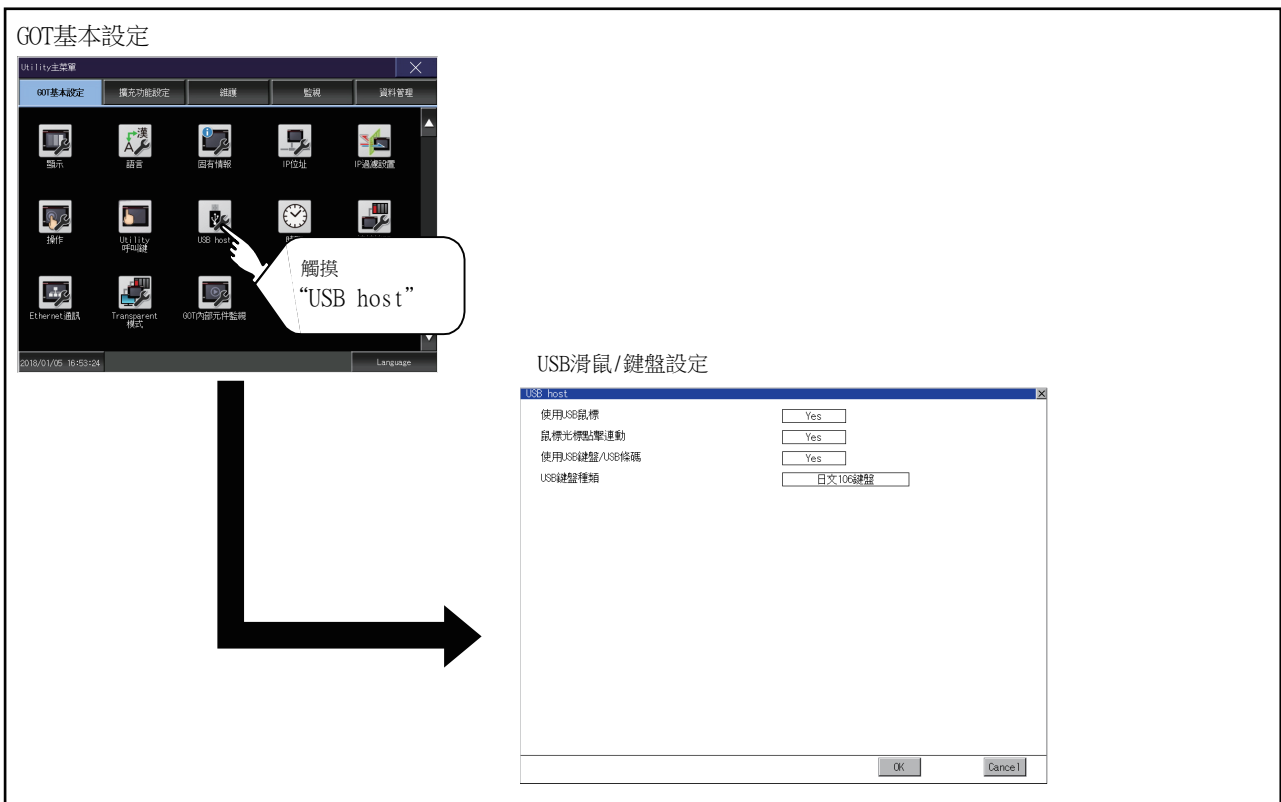 GOT基本設定
Utility主菜單
GOT基本設定 擴充功能設定 維護 監視 資料管理
顯示 語言 固有情報 IP位址 IP過濾設置
操作 Utility USB host
呼叫鍵
觸摸
“USB host”
Ethernet通訊 Transparent GOT內部元件監視
模式
2018/01/05 16:53:24 Language
USB滑鼠/鍵盤設定
USB host
使用USB鼠標 Yes
鼠標光標點擊連動 Yes
使用USB鍵盤/USB條碼 Yes
USB鍵盤種類 日文106鍵盤
OK Cancel